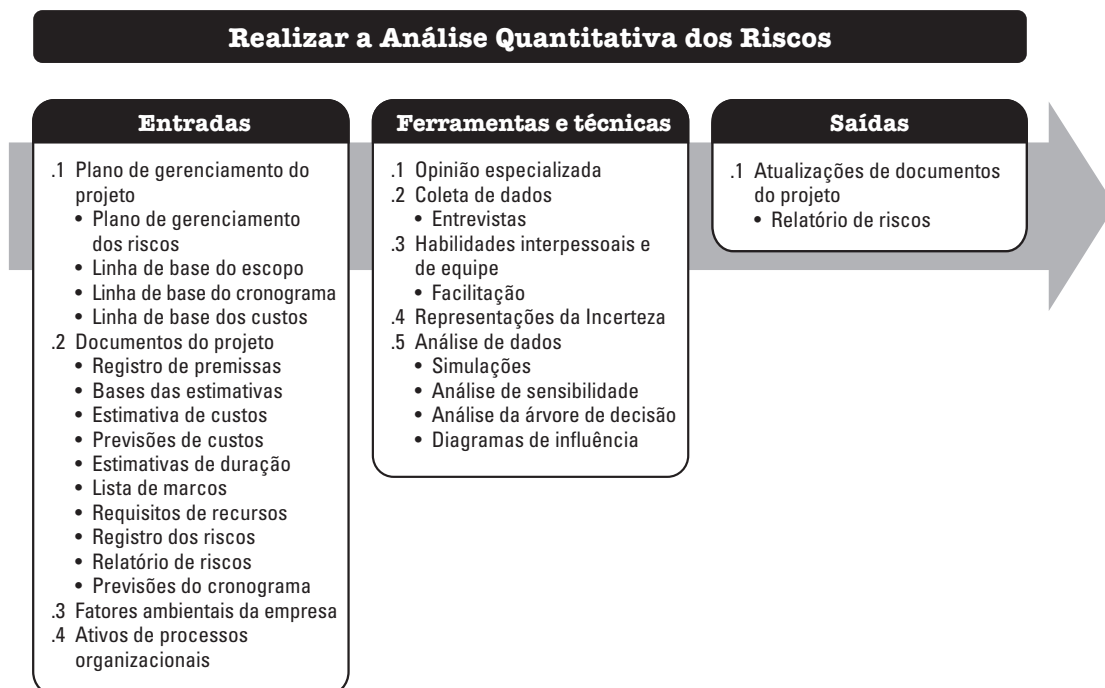 Realizar a Análise Quantitativa dos Riscos
Entradas
.1 Plano de gerenciamento do
projeto
• Plano de gerenciamento
dos riscos
• Linha de base do escopo
• Linha de base do cronograma
• Linha de base dos custos
.2 Documentos do projeto
• Registro de premissas
• Bases das estimativas
• Estimativa de custos
• Previsões de custos
• Estimativas de duração
• Lista de marcos
• Requisitos de recursos
• Registro dos riscos
• Relatório de riscos
• Previsões do cronograma
.3 Fatores ambientais da empresa
.4 Ativos de processos
organizacionais
Ferramentas e técnicas
.1 Opinião especializada
.2 Coleta de dados
• Entrevistas
.3 Habilidades interpessoais e
de equipe
• Facilitação
.4 Representações da Incerteza
.5 Análise de dados
• Simulações
• Análise de sensibilidade
• Análise da árvore de decisão
• Diagramas de influência
Saídas
.1 Atualizações de documentos
do projeto
• Relatório de riscos